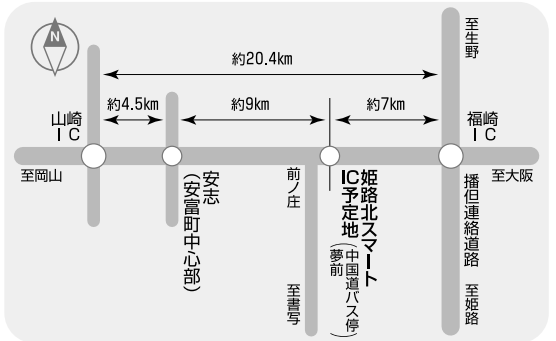 N
至生野
約20.4km
約4.5km
約9km
約7km
山崎
IC
福崎
IC
至岡山
至大阪
安志
（安富町中心部）
前ノ庄
至書写
姫路北スマート
IC予定地
（中国道バス停
夢前）
播但連絡道路
至姫路